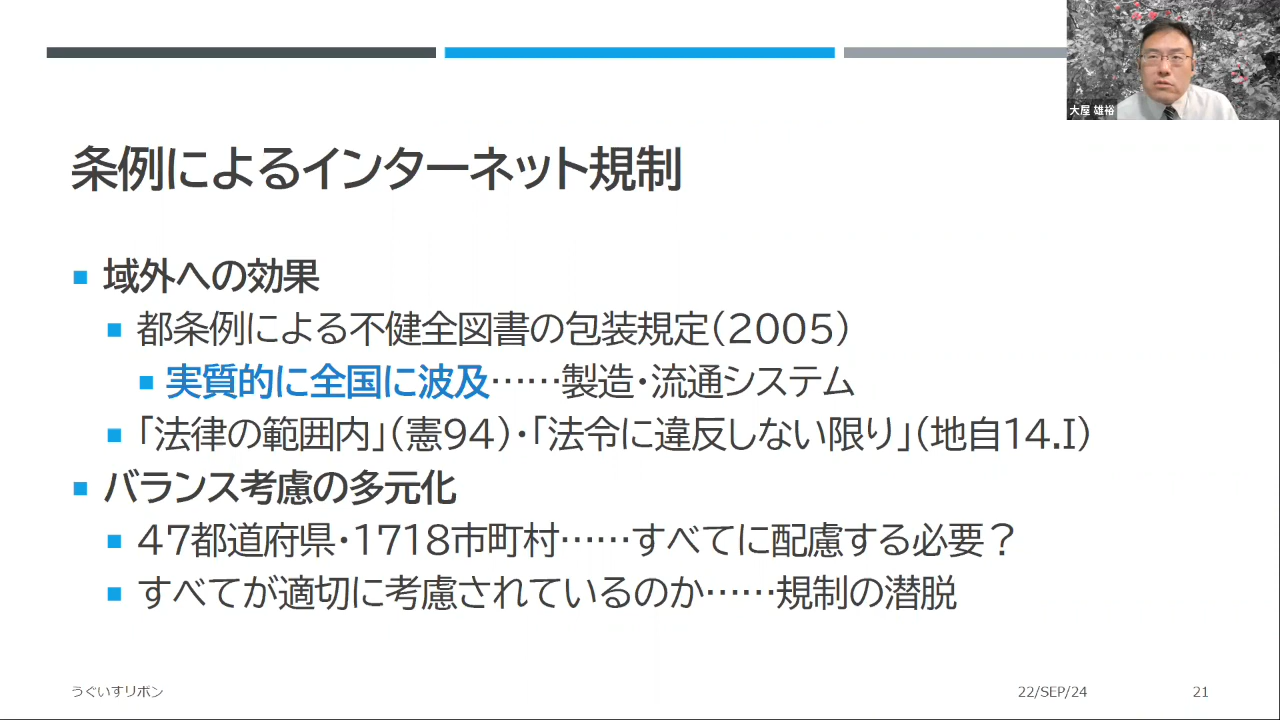 大屋 雄裕
条例によるインターネット規制
域外への効果
都条例による不健全図書の包装規定（2005）
実質的に全国に波及……製造・流通システム
「法律の範囲内」（憲94）・「法令に違反しない限り」（地自14.I）
バランス考慮の多元化
47都道府県・1718市町村……すべてに配慮する必要？
すべてが適切に考慮されているのか……規制の潜脱
うぐいすリボン
22/SEP/24
21